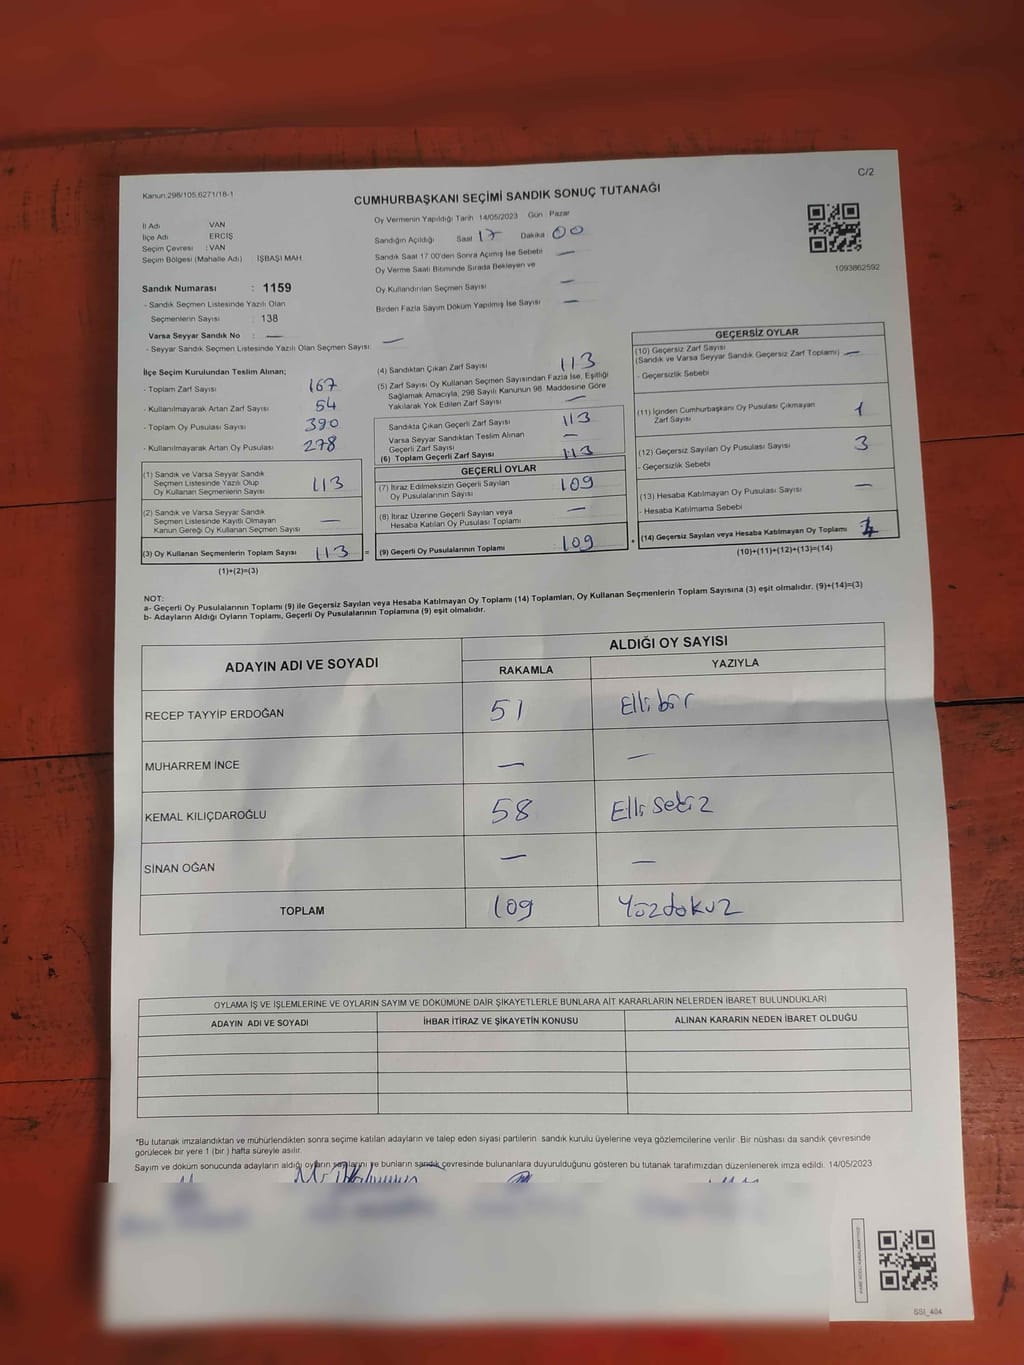 Kanun:298/105,6271/18-1
C/2
CUMHURBAŞKANI SEÇİMİ SANDIK SONUÇ TUTANAĞI
İl Adı VAN
İlçe Adı ERCİŞ
Seçim Çevresi : VAN
Seçim Bölgesi (Mahalle Adı) İŞBAŞI MAH.
Oy Vermenin Yapıldığı Tarih 14/05/2023 Gün Pazar
Sandığın Açıldığı Saat 17 Dakika 00
Sandık Saat 17:00'den Sonra Açımış İse Sebebi —
Oy Verme Saati Bitiminde Sırada Bekleyen ve
Oy Kullandırılan Seçmen Sayısı —
Birden Fazla Sayım Döküm Yapılmış İse Sayısı —
1093862592
Sandık Numarası : 1159
- Sandık Seçmen Listesinde Yazılı Olan
Seçmenlerin Sayısı : 138
Varsa Seyyar Sandık No : —
- Seyyar Sandık Seçmen Listesinde Yazılı Olan Seçmen Sayısı: —
İlçe Seçim Kurulundan Teslim Alınan;
- Toplam Zarf Sayısı 167
- Kullanılmayarak Artan Zarf Sayısı 54
- Toplam Oy Pusulası Sayısı 390
- Kullanılmayarak Artan Oy Pusulası 278
(1) Sandık ve Varsa Seyyar Sandık
Seçmen Listesinde Yazılı Olup
Oy Kullanan Seçmenlerin Sayısı 113
(2) Sandık ve Varsa Seyyar Sandık
Seçmen Listesinde Kayıtlı Olmayan
Kanun Gereği Oy Kullanan Seçmen Sayısı —
(3) Oy Kullanan Seçmenlerin Toplam Sayısı 113 =
(1)+(2)=(3)
(4) Sandıktan Çıkan Zarf Sayısı 113
(5) Zarf Sayısı Oy Kullanan Seçmen Sayısından Fazla İse, Eşitliği
Sağlamak Amacıyla, 298 Sayılı Kanunun 98. Maddesine Göre
Yakılarak Yok Edilen Zarf Sayısı —
Sandıkta Çıkan Geçerli Zarf Sayısı 113
Varsa Seyyar Sandıktan Teslim Alınan
Geçerli Zarf Sayısı —
(6) Toplam Geçerli Zarf Sayısı 113
GEÇERLİ OYLAR
(7) İtiraz Edilmeksizin Geçerli Sayılan
Oy Pusulalarının Sayısı 109
(8) İtiraz Üzerine Geçerli Sayılan veya
Hesaba Katılan Oy Pusulası Toplamı —
(9) Geçerli Oy Pusulalarının Toplamı 109 +
GEÇERSİZ OYLAR
(10) Geçersiz Zarf Sayısı
(Sandık ve Varsa Seyyar Sandık Geçersiz Zarf Toplamı) —
- Geçersizlik Sebebi
(11) İçinden Cumhurbaşkanı Oy Pusulası Çıkmayan
Zarf Sayısı 1
(12) Geçersiz Sayılan Oy Pusulası Sayısı 3
- Geçersizlik Sebebi
(13) Hesaba Katılmayan Oy Pusulası Sayısı —
- Hesaba Katılmama Sebebi
(14) Geçersiz Sayılan veya Hesaba Katılmayan Oy Toplamı
(10)+(11)+(12)+(13)=(14)
NOT:
a- Geçerli Oy Pusulalarının Toplamı (9) ile Geçersiz Sayılan veya Hesaba Katılmayan Oy Toplamı (14) Toplamları, Oy Kullanan Seçmenlerin Toplam Sayısına (3) eşit olmalıdır. (9)+(14)=(3)
b- Adayların Aldığı Oyların Toplamı, Geçerli Oy Pusulalarının Toplamına (9) eşit olmalıdır.
ADAYIN ADI VE SOYADI
ALDIĞI OY SAYISI
RAKAMLA YAZIYLA
RECEP TAYYİP ERDOĞAN 51 Ellibir
MUHARREM İNCE — —
KEMAL KILIÇDAROĞLU 58 Elli sekiz
SİNAN OĞAN — —
TOPLAM 109 Yüzdokuz
OYLAMA İŞ VE İŞLEMLERİNE VE OYLARIN SAYIM VE DÖKÜMÜNE DAİR ŞİKAYETLERLE BUNLARA AİT KARARLARIN NELERDEN İBARET BULUNDUKLARI
ADAYIN ADI VE SOYADI İHBAR İTİRAZ VE ŞİKAYETİN KONUSU ALINAN KARARIN NEDEN İBARET OLDUĞU
*Bu tutanak imzalandıktan ve mühürlendikten sonra seçime katılan adayların ve talep eden siyasi partilerin sandık kurulu üyelerine veya gözlemcilerine verilir. Bir nüshası da sandık çevresinde
görülecek bir yere 1 (bir ) hafta süreyle asılır.
Sayım ve döküm sonucunda adayların aldığı oyların sayılarını ve bunların sandık çevresinde bulunanlara duyurulduğunu gösteren bu tutanak tarafımızdan düzenlenerek imza edildi. 14/05/2023
SSİ_404